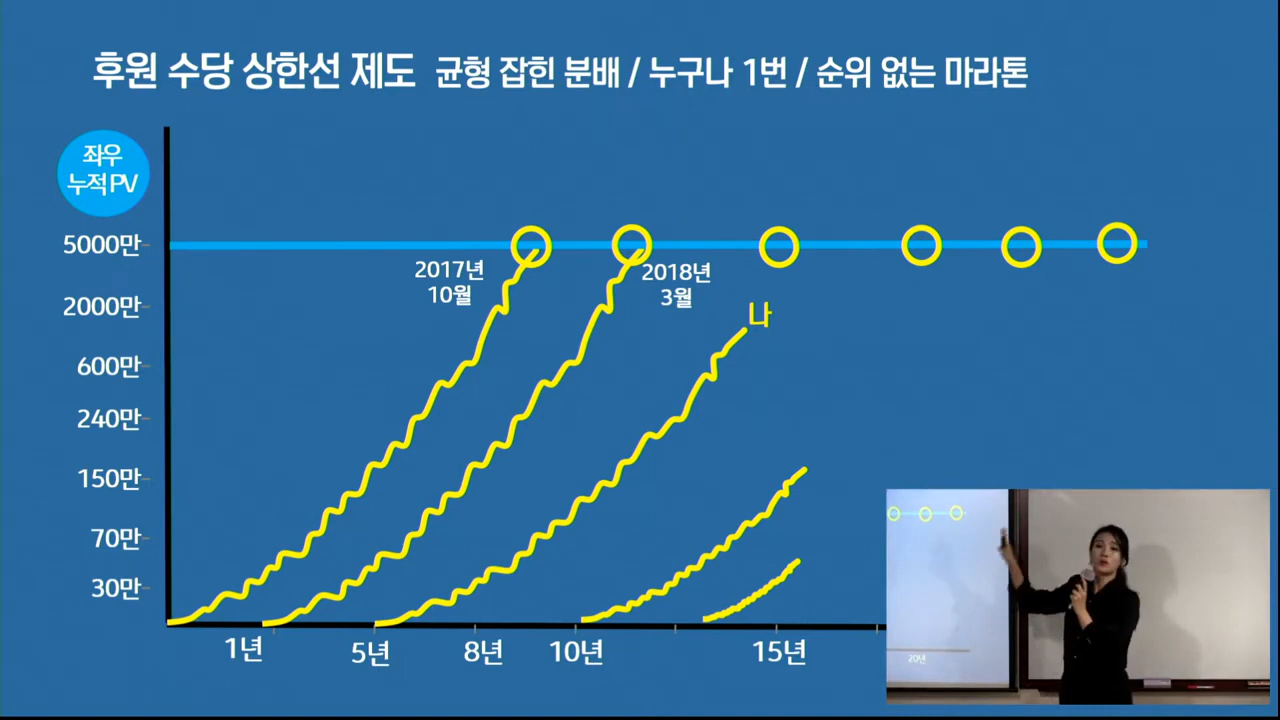 후원 수당 상한선 제도 균형 잡힌 분배 / 누구나 1번 / 순위 없는 마라톤
좌우
누적 PV
5000만
2000만
600만
240만
150만
70만
30만
2017년
10월
2018년
3월
나
1년
5년
8년
10년
15년
20년